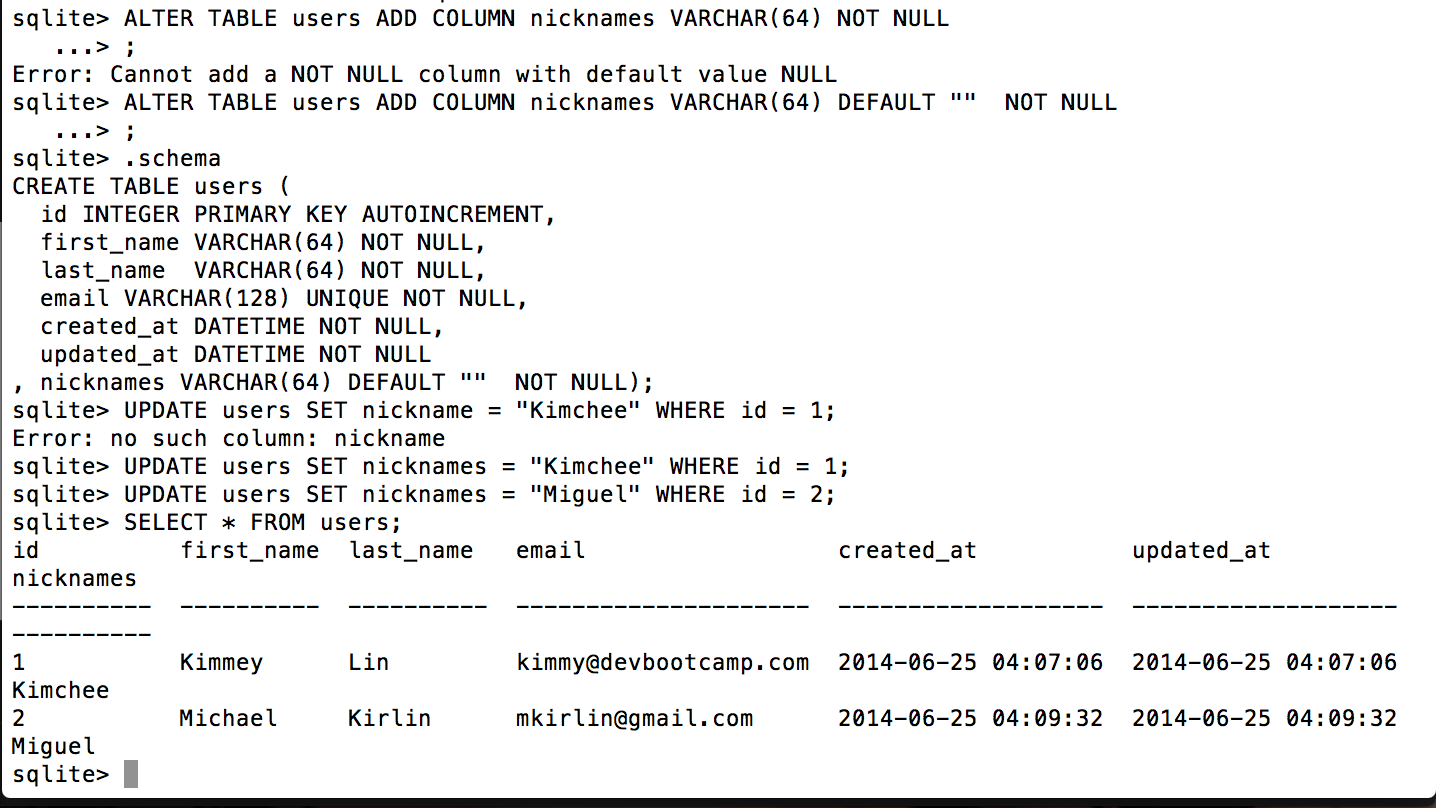 sqlite> ALTER TABLE users ADD COLUMN nicknames VARCHAR(64) NOT NULL
   ...> ;
Error: Cannot add a NOT NULL column with default value NULL
sqlite> ALTER TABLE users ADD COLUMN nicknames VARCHAR(64) DEFAULT ""  NOT NULL
   ...> ;
sqlite> .schema
CREATE TABLE users (
  id INTEGER PRIMARY KEY AUTOINCREMENT,
  first_name VARCHAR(64) NOT NULL,
  last_name  VARCHAR(64) NOT NULL,
  email VARCHAR(128) UNIQUE NOT NULL,
  created_at DATETIME NOT NULL,
  updated_at DATETIME NOT NULL
, nicknames VARCHAR(64) DEFAULT ""  NOT NULL);
sqlite> UPDATE users SET nickname = "Kimchee" WHERE id = 1;
Error: no such column: nickname
sqlite> UPDATE users SET nicknames = "Kimchee" WHERE id = 1;
sqlite> UPDATE users SET nicknames = "Miguel" WHERE id = 2;
sqlite> SELECT * FROM users;
id          first_name  last_name   email                  created_at           updated_at
nicknames
----------  ----------  ----------  ---------------------  -------------------  -------------------
----------
1           Kimmey      Lin         kimmy@devbootcamp.com  2014-06-25 04:07:06  2014-06-25 04:07:06
Kimchee
2           Michael     Kirlin      mkirlin@gmail.com      2014-06-25 04:09:32  2014-06-25 04:09:32
Miguel
sqlite>